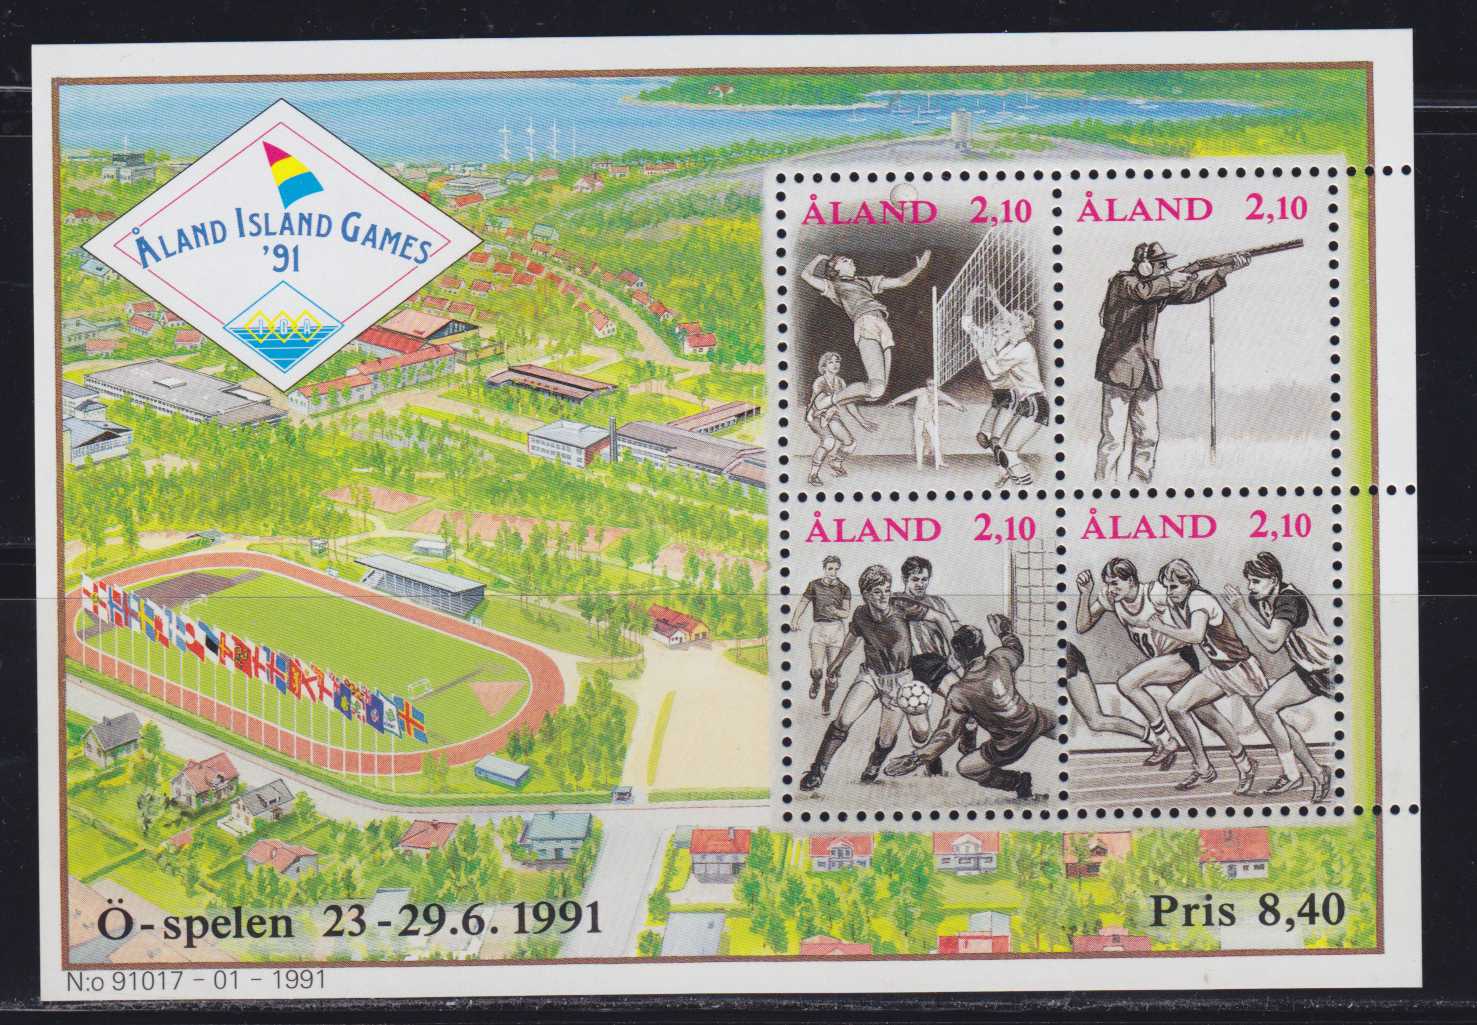 ÅLAND ISLAND GAMES
'91
IGA
ÅLAND 2,10
ÅLAND 2,10
ÅLAND 2,10
ÅLAND 2,10
Ö-spelen 23-29.6.1991
Pris 8,40
N:o 91017 - 01 - 1991